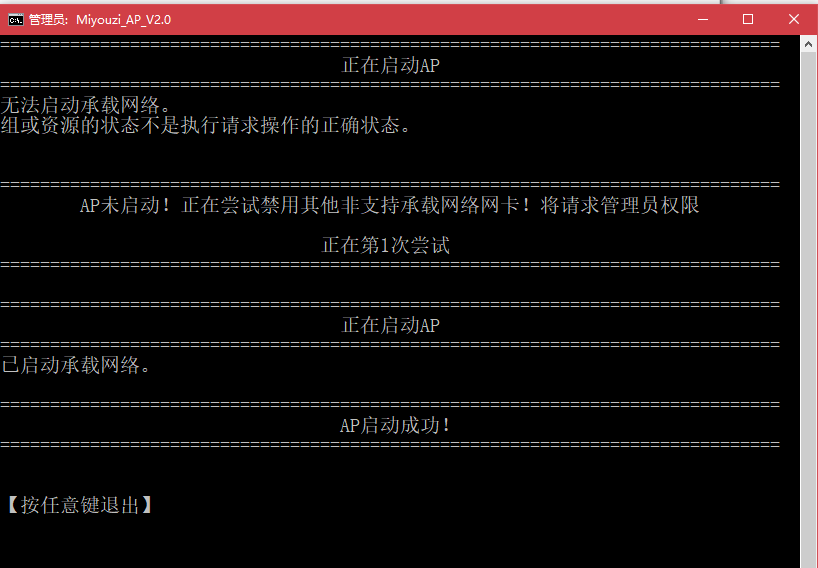 管理员: Miyouzi_AP_V2.0
==============================================================================
正在启动AP
==============================================================================
无法启动承载网络。
组或资源的状态不是执行请求操作的正确状态。
==============================================================================
AP未启动！正在尝试禁用其他非支持承载网络网卡！将请求管理员权限
正在第1次尝试
==============================================================================
==============================================================================
正在启动AP
==============================================================================
已启动承载网络。
==============================================================================
AP启动成功！
==============================================================================
【按任意键退出】